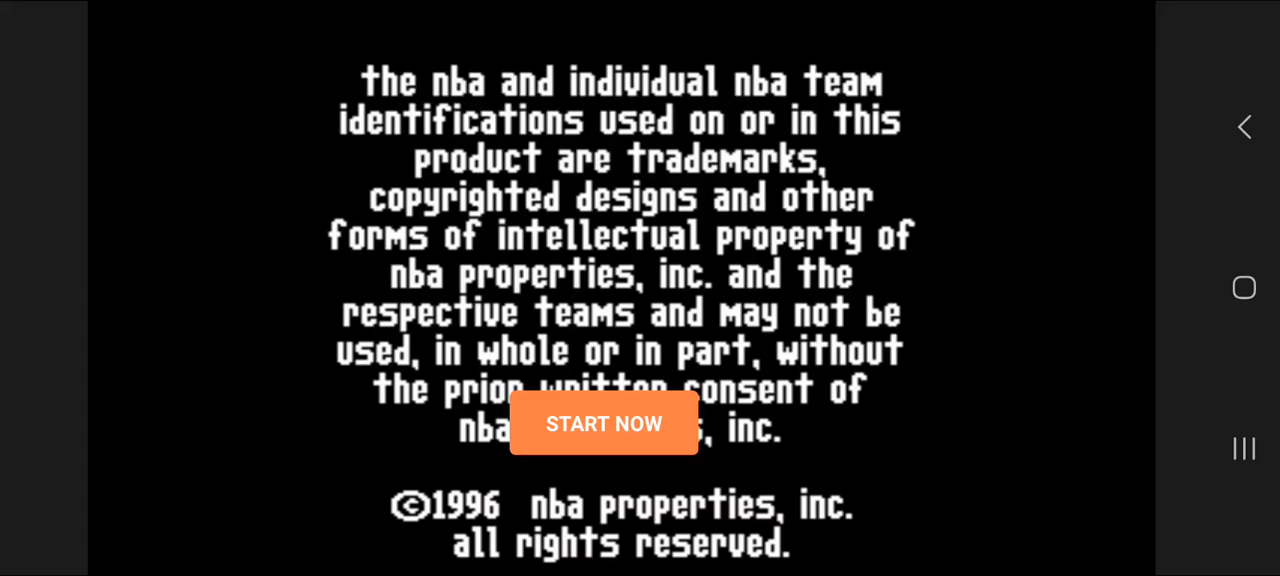 the nba and individual nba team
identifications used on or in this
product are trademarks,
copyrighted designs and other
forms of intellectual property of
nba properties, inc. and the
respective teams and may not be
used, in whole or in part, without
the prior written consent of
nba inc.
START NOW
©1996 nba properties, inc.
all rights reserved.